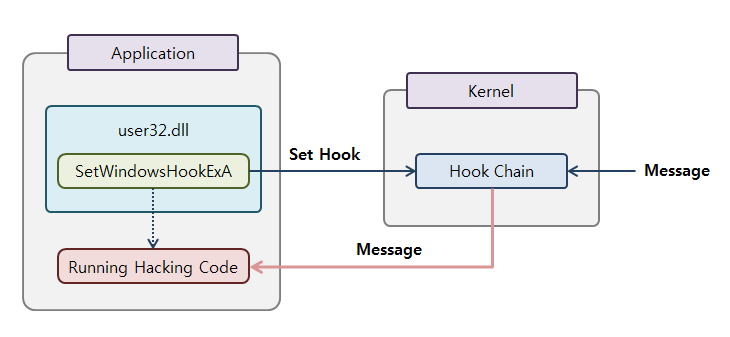 Application
Kernel
user32.dll
SetWindowsHookExA
Set Hook
Hook Chain
Message
Message
Running Hacking Code